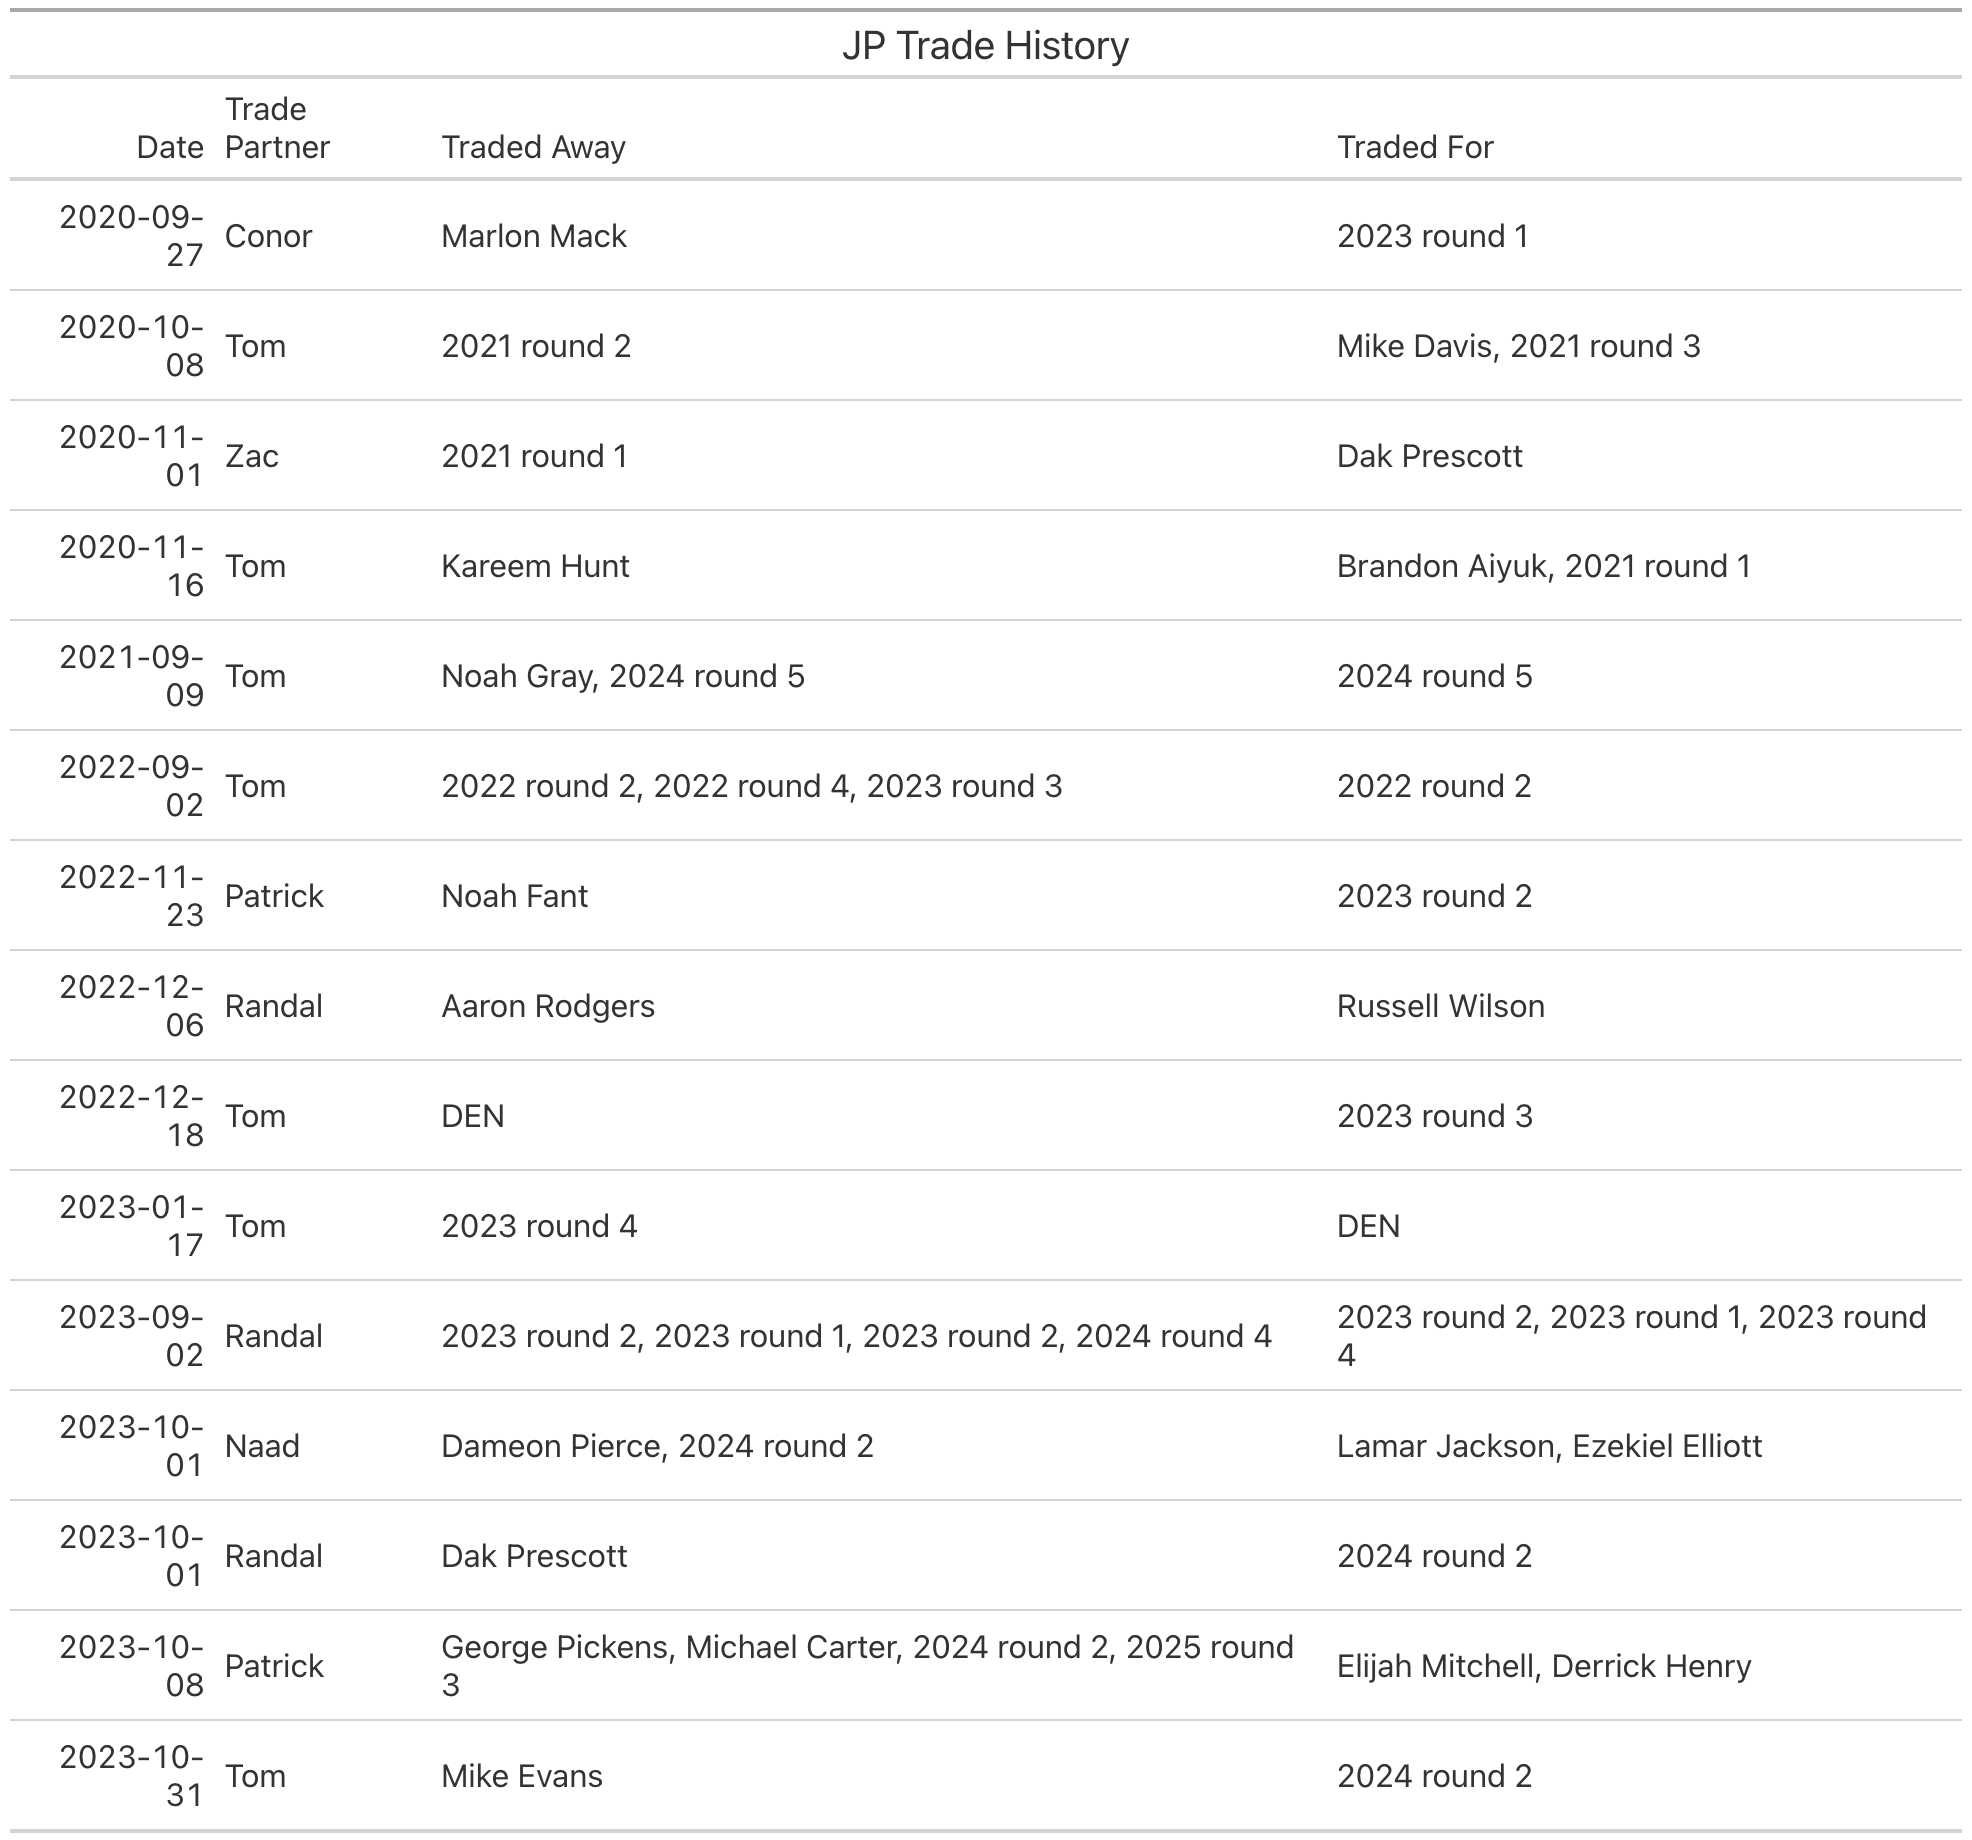 JP Trade History
Trade
Date Partner Traded Away Traded For
2020-09-
27 Conor Marlon Mack 2023 round 1
2020-10-
08 Tom 2021 round 2 Mike Davis, 2021 round 3
2020-11-
01 Zac 2021 round 1 Dak Prescott
2020-11-
16 Tom Kareem Hunt Brandon Aiyuk, 2021 round 1
2021-09-
09 Tom Noah Gray, 2024 round 5 2024 round 5
2022-09-
02 Tom 2022 round 2, 2022 round 4, 2023 round 3 2022 round 2
2022-11-
23 Patrick Noah Fant 2023 round 2
2022-12-
06 Randal Aaron Rodgers Russell Wilson
2022-12-
18 Tom DEN 2023 round 3
2023-01-
17 Tom 2023 round 4 DEN
2023-09-
02 Randal 2023 round 2, 2023 round 1, 2023 round 2, 2024 round 4 2023 round 2, 2023 round 1, 2023 round
4
2023-10-
01 Naad Dameon Pierce, 2024 round 2 Lamar Jackson, Ezekiel Elliott
2023-10-
01 Randal Dak Prescott 2024 round 2
2023-10-
08 Patrick George Pickens, Michael Carter, 2024 round 2, 2025 round
3 Elijah Mitchell, Derrick Henry
2023-10-
31 Tom Mike Evans 2024 round 2